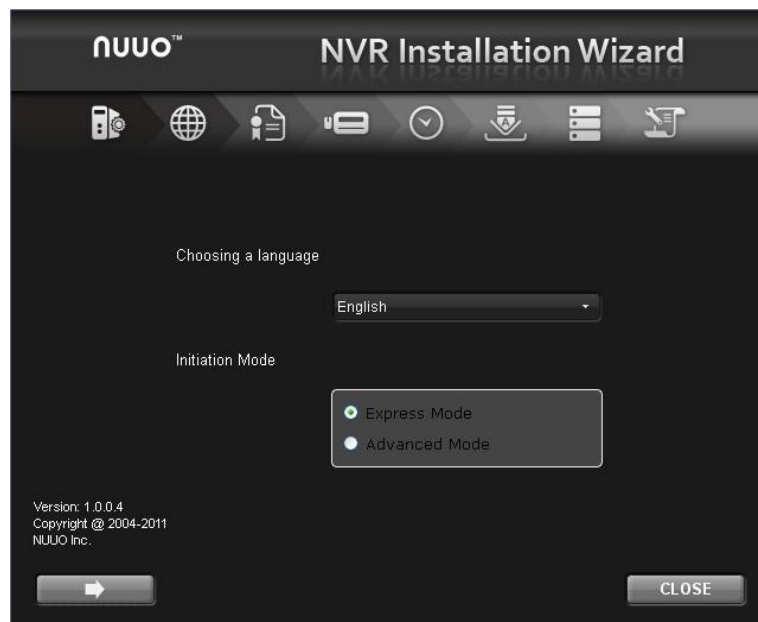 nuuo™
NVR Installation Wizard
Choosing a language
English
Initiation Mode
Express Mode
Advanced Mode
Version: 1.0.0.4
Copyright @ 2004-2011
NUUO Inc.
CLOSE